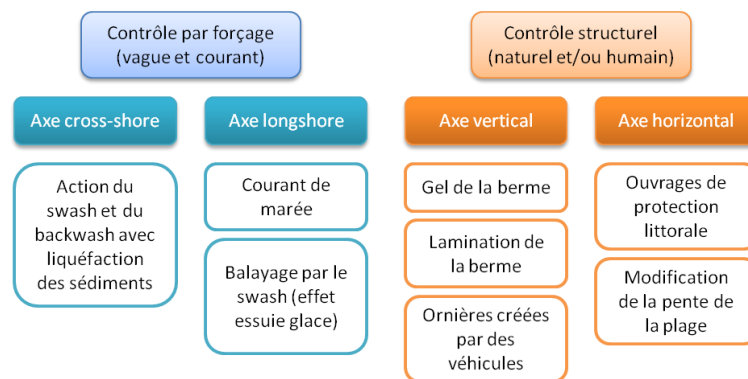 Contrôle par forçage
(vague et courant)
Contrôle structurel
(naturel et/ou humain)
Axe cross-shore
Axe longshore
Axe vertical
Axe horizontal
Action du
swash et du
backwash avec
liquéfaction
des sédiments
Courant de
marée
Balayage par le
swash (effet
essuie glace)
Gel de la berme
Lamination de
la berme
Ornières créées
par des
véhicules
Ouvrages de
protection
littorale
Modification
de la pente de
la plage